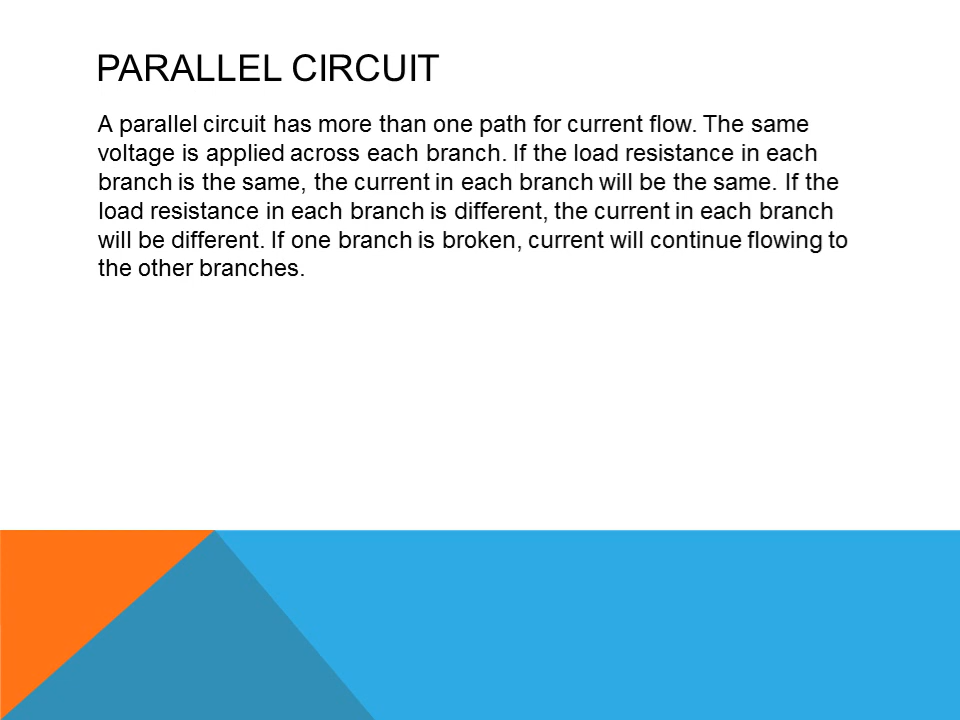 PARALLEL CIRCUIT
A parallel circuit has more than one path for current flow. The same
voltage is applied across each branch. If the load resistance in each
branch is the same, the current in each branch will be the same. If the
load resistance in each branch is different, the current in each branch
will be different. If one branch is broken, current will continue flowing to
the other branches.